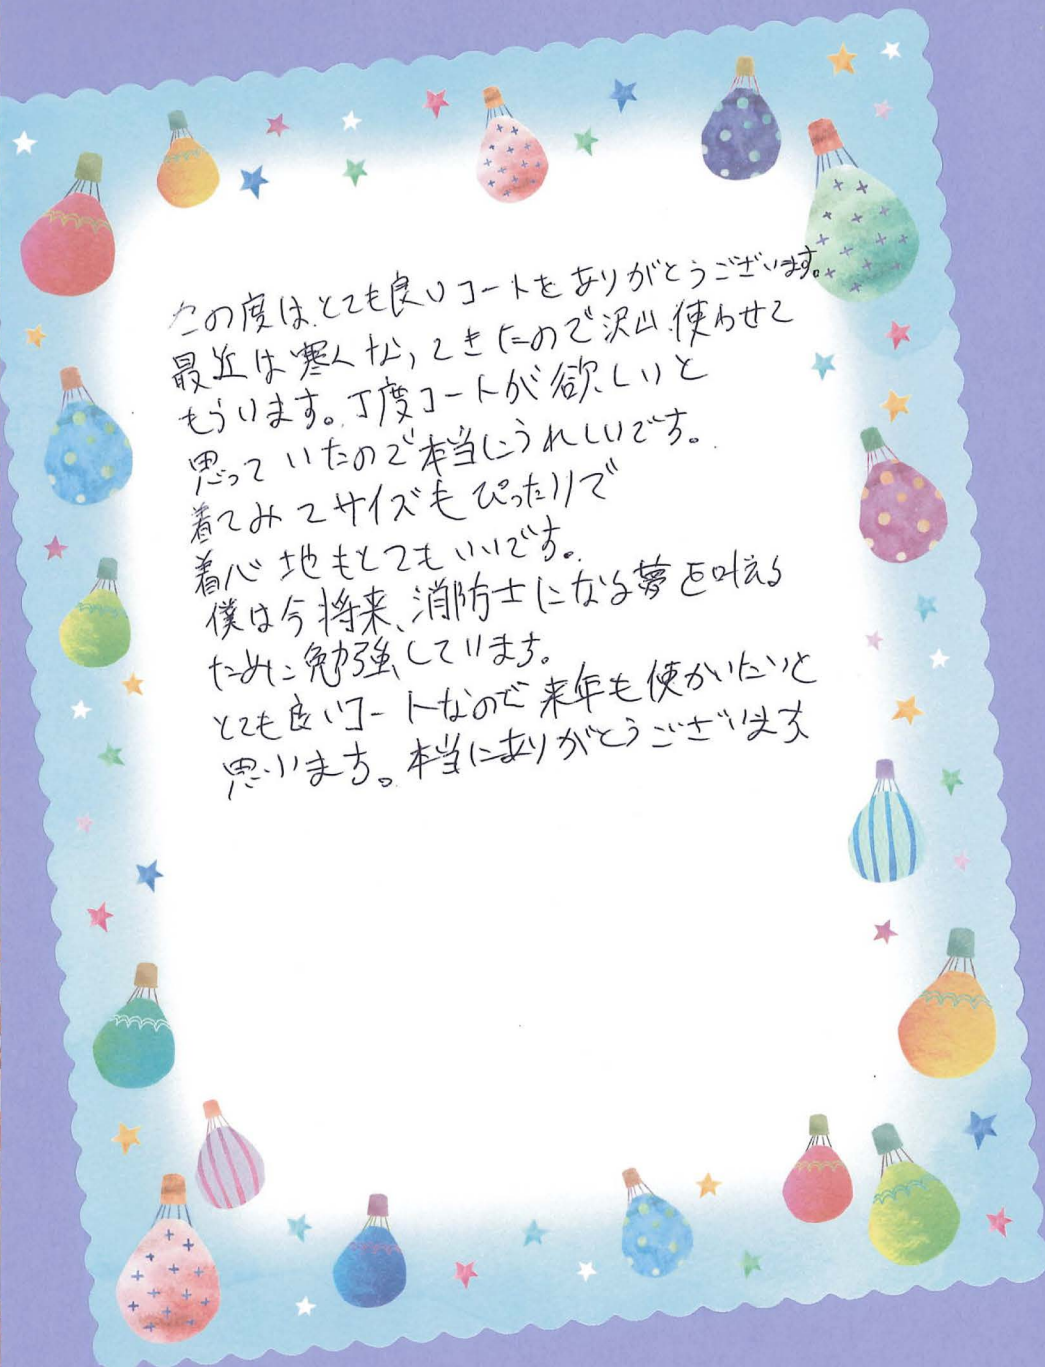 この度は、とても良いコートをありがとうございます。
最近は寒くなってきたので沢山使わせて
もらいます。丁度コートが欲しいと
思っていたので本当にうれしいです。
着てみてサイズもぴったりで
着心地もとてもいいです。
僕は今将来、消防士になる夢を叶える
ために勉強しています。
とても良いコートなので来年も使かいたいと
思います。本当にありがとうございます